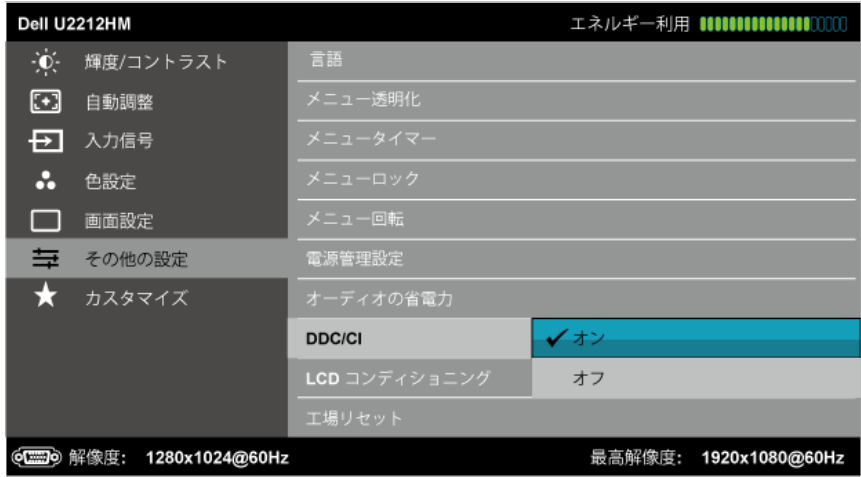 Dell U2212HM エネルギー利用
輝度/コントラスト
自動調整
入力信号
色設定
画面設定
その他の設定
カスタマイズ
言語
メニュー透明化
メニュータイマー
メニューロック
メニュー回転
電源管理設定
オーディオの省電力
DDC/CI オン
LCD コンディショニング オフ
工場リセット
解像度: 1280x1024@60Hz 最高解像度: 1920x1080@60Hz